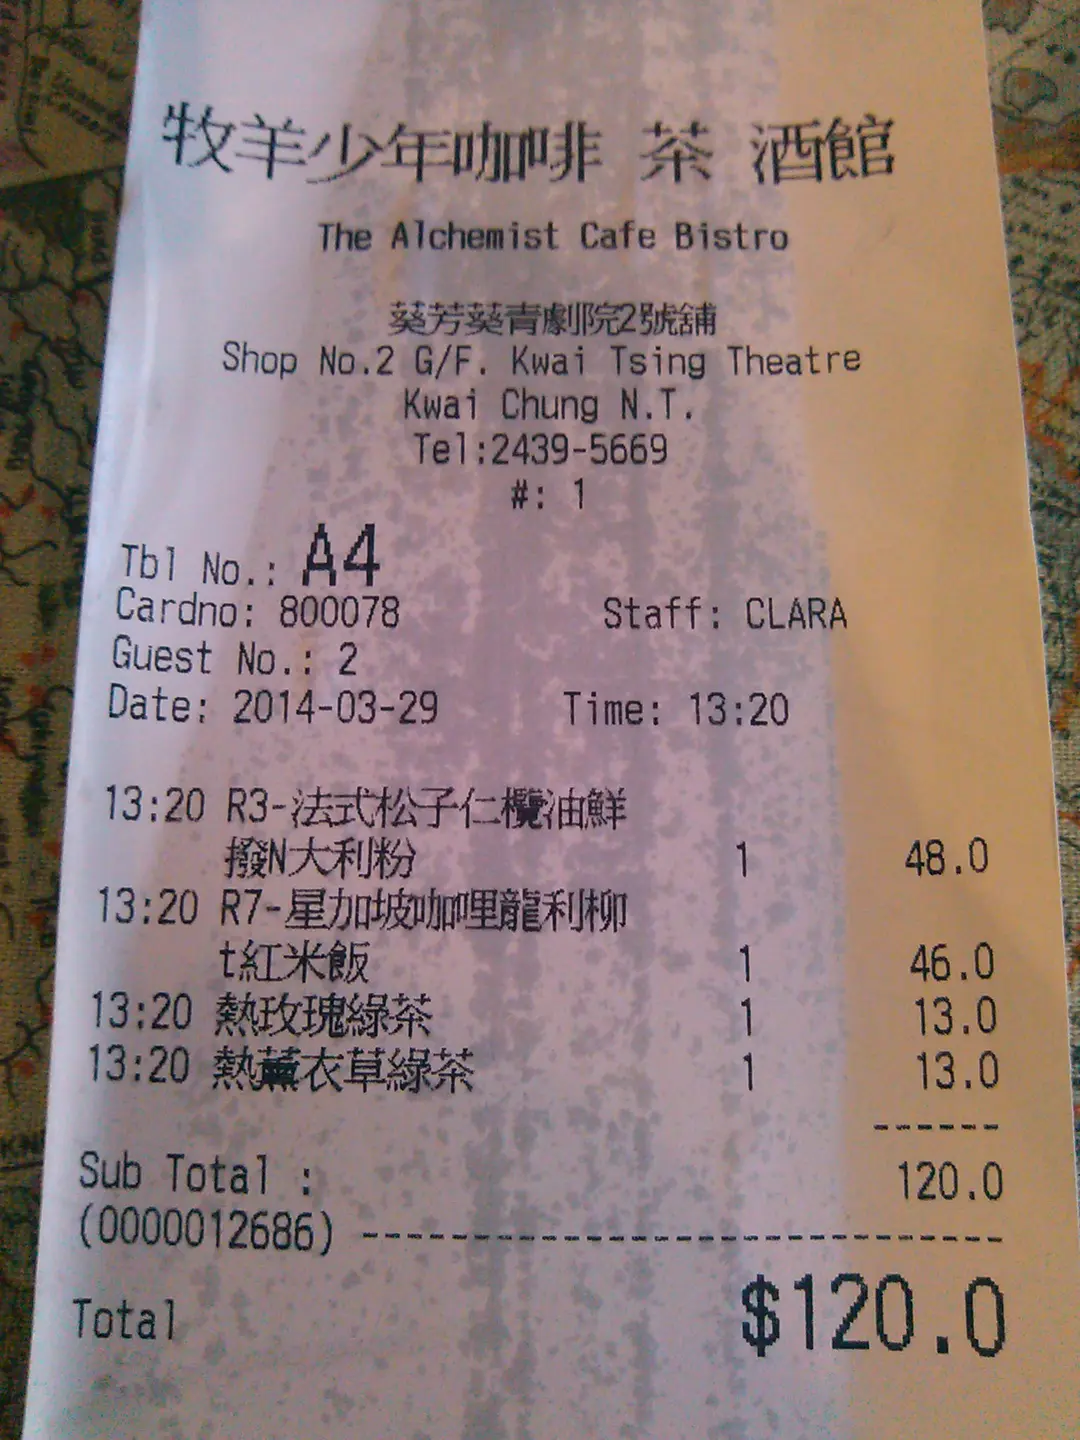 牧羊少年咖啡 茶 酒館
The Alchemist Cafe Bistro
葵芳葵青劇院2號舖
Shop No.2 G/F. Kwai Tsing Theatre
Kwai Chung N.T.
Tel:2439-5669
#: 1
Tbl No.: A4
Cardno: 800078 Staff: CLARA
Guest No.: 2
Date: 2014-03-29 Time: 13:20
13:20 R3-法式松子仁欖油鮮
撥N大利粉 1 48.0
13:20 R7-星加坡咖哩龍利柳
t紅米飯 1 46.0
13:20 熱玫瑰綠茶 1 13.0
13:20 熱薰衣草綠茶 1 13.0
------
Sub Total : 120.0
(0000012686) ------------------------------
Total $120.0